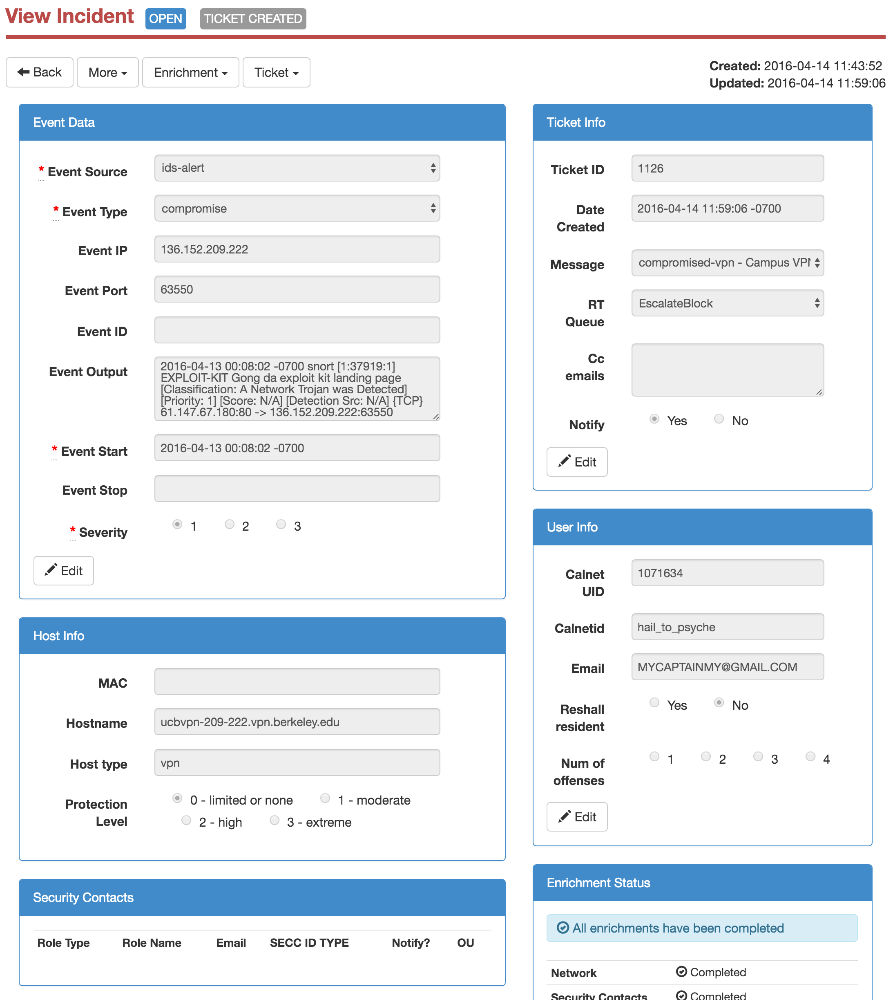 View Incident OPEN TICKET CREATED
Back More Enrichment Ticket
Created: 2016-04-14 11:43:52
Updated: 2016-04-14 11:59:06
Event Data
* Event Source ids-alert
* Event Type compromise
Event IP 136.152.209.222
Event Port 63550
Event ID
Event Output
2016-04-13 00:08:02 -0700 snort [1:37919:1]
EXPLOIT-KIT Gong da exploit kit landing page
[Classification: A Network Trojan was Detected]
[Priority: 1] [Score: N/A] [Detection Src: N/A] {TCP}
61.147.67.180:80 -> 136.152.209.222:63550
* Event Start 2016-04-13 00:08:02 -0700
Event Stop
* Severity 1 2 3
Edit
Host Info
MAC
Hostname ucbvpn-209-222.vpn.berkeley.edu
Host type vpn
Protection
Level
0 - limited or none 1 - moderate
2 - high 3 - extreme
Security Contacts
Role Type Role Name Email SECC ID TYPE Notify? OU
Ticket Info
Ticket ID 1126
Date
Created
2016-04-14 11:59:06 -0700
Message compromised-vpn - Campus VPN
RT
Queue
EscalateBlock
Cc
emails
Notify Yes No
Edit
User Info
Calnet
UID
1071634
Calnetid hail_to_psyche
Email MYCAPTAINMY@GMAIL.COM
Reshall
resident
Yes No
Num of
offenses
1 2 3 4
Edit
Enrichment Status
All enrichments have been completed
Network Completed
Security Contacts Completed